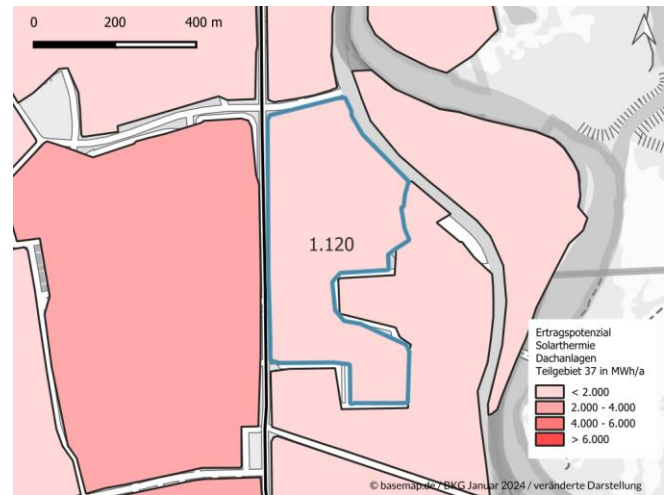 0 200 400 m
1.120
Ertragspotenzial
Solarthermie
Dachanlagen
Teilgebiet 37 in MWh/a
< 2.000
2.000 - 4.000
4.000 - 6.000
> 6.000
© basemap.de / BKG Januar 2024 / veränderte Darstellung